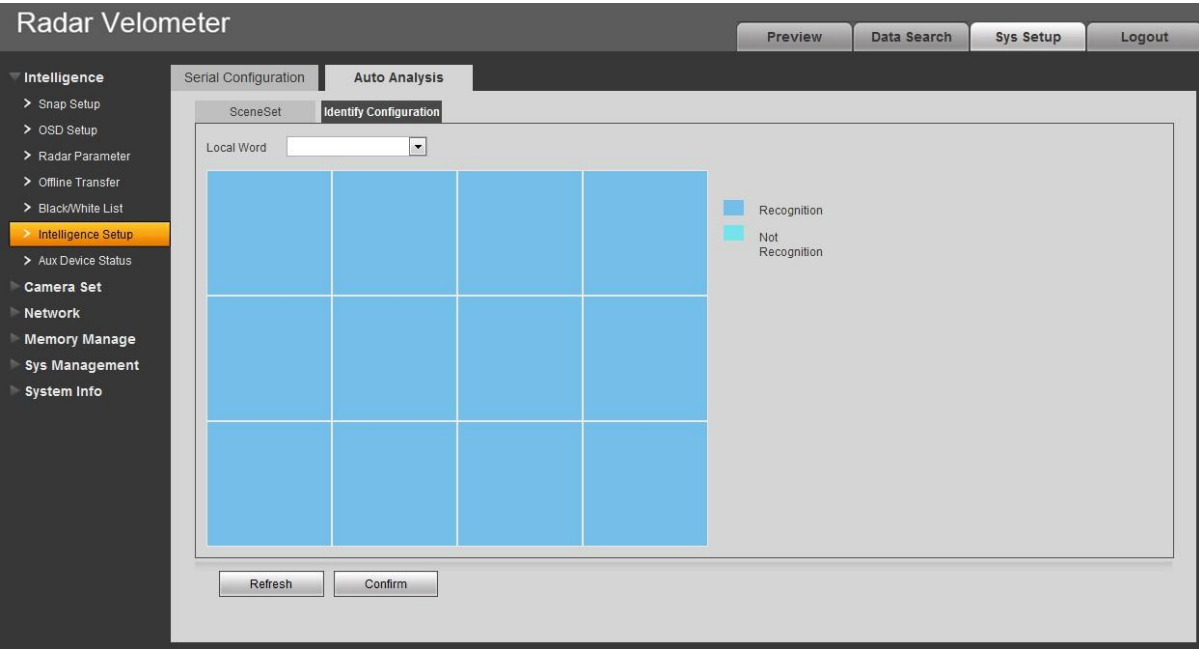 Radar Velometer
Preview
Data Search
Sys Setup
Logout
Intelligence
Snap Setup
OSD Setup
Radar Parameter
Offline Transfer
Black/White List
Intelligence Setup
Aux Device Status
Camera Set
Network
Memory Manage
Sys Management
System Info
Serial Configuration
Auto Analysis
SceneSet
Identify Configuration
Local Word
Recognition
Not
Recognition
Refresh
Confirm